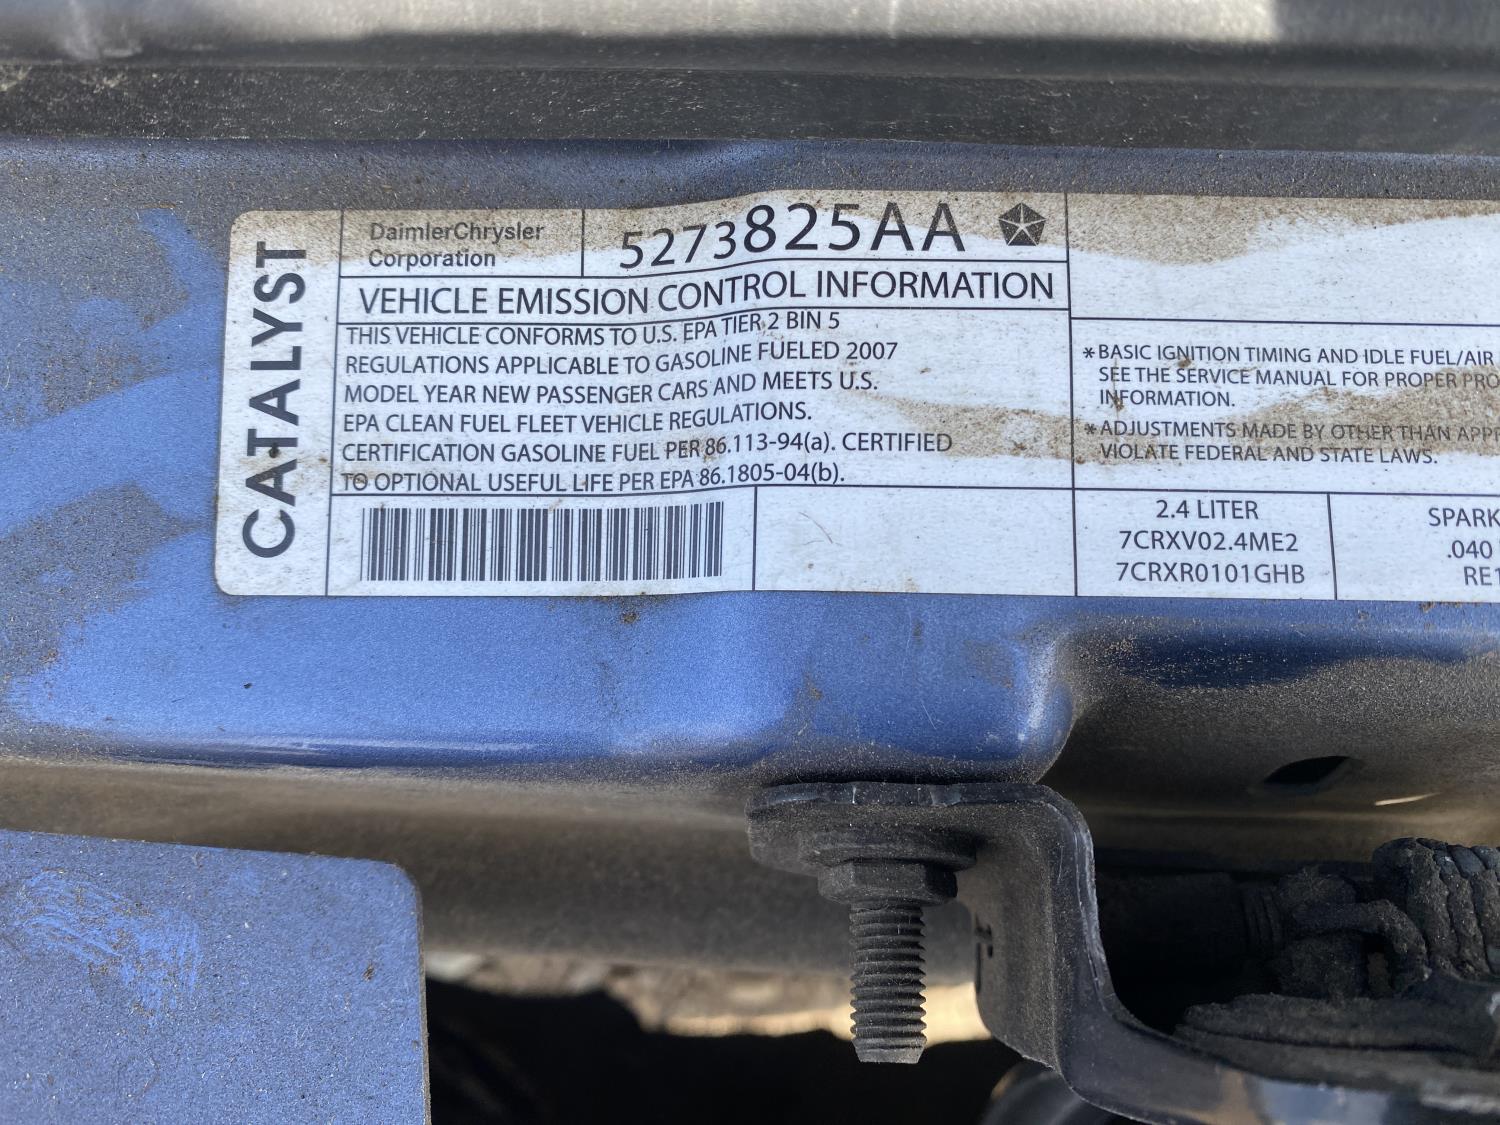 CATALYST
DaimlerChrysler
Corporation
5273825AA
VEHICLE EMISSION CONTROL INFORMATION
THIS VEHICLE CONFORMS TO U.S. EPA TIER 2 BIN 5
REGULATIONS APPLICABLE TO GASOLINE FUELED 2007
MODEL YEAR NEW PASSENGER CARS AND MEETS U.S.
EPA CLEAN FUEL FLEET VEHICLE REGULATIONS.
CERTIFICATION GASOLINE FUEL PER 86.113-94(a). CERTIFIED
TO OPTIONAL USEFUL LIFE PER EPA 86.1805-04(b).
*BASIC IGNITION TIMING AND IDLE FUEL/AIR
SEE THE SERVICE MANUAL FOR PROPER PRO
INFORMATION.
*ADJUSTMENTS MADE BY OTHER THAN APP
VIOLATE FEDERAL AND STATE LAWS.
2.4 LITER
7CRXV02.4ME2
7CRXR0101GHB
SPARK
.040
RE1